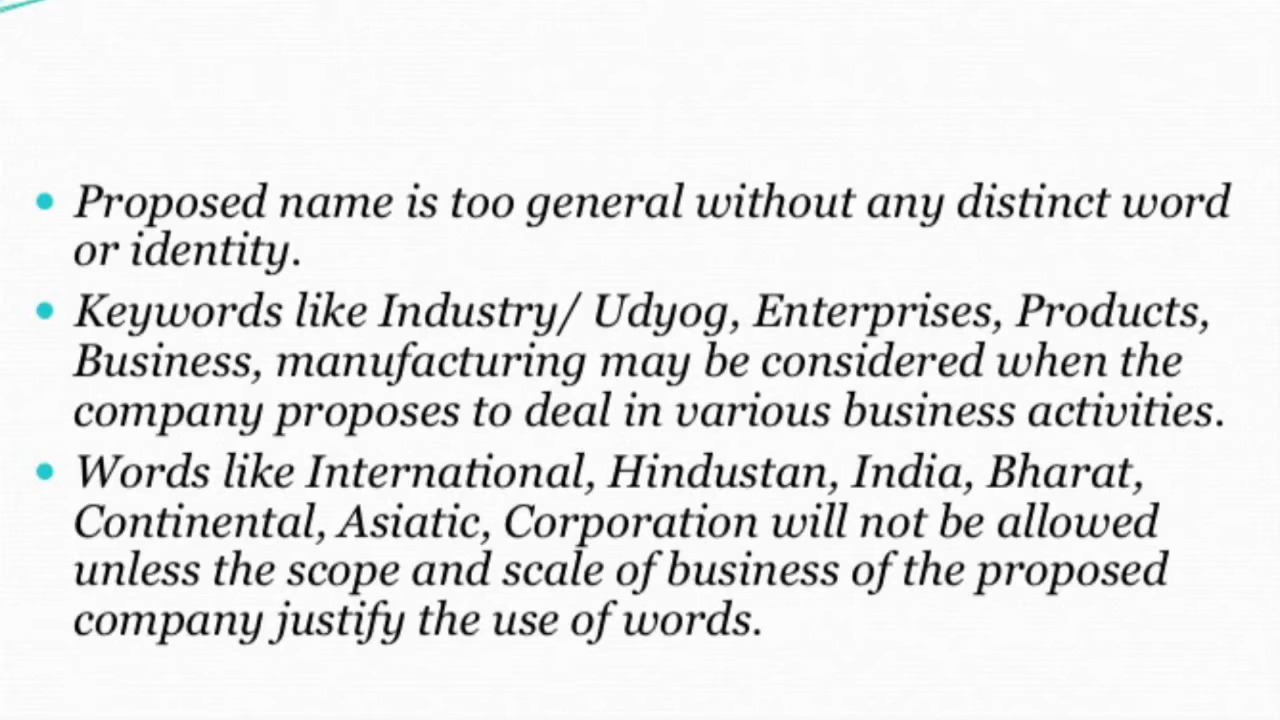 Proposed name is too general without any distinct word
or identity.
Keywords like Industry/ Udyog, Enterprises, Products,
Business, manufacturing may be considered when the
company proposes to deal in various business activities.
Words like International, Hindustan, India, Bharat,
Continental, Asiatic, Corporation will not be allowed
unless the scope and scale of business of the proposed
company justify the use of words.